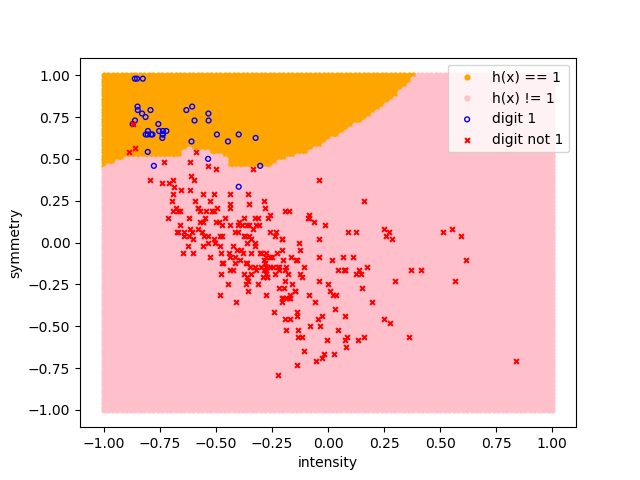 1.00
0.75
0.50
0.25
0.00
−0.25
−0.50
−0.75
−1.00
symmetry
h(x) == 1
h(x) != 1
digit 1
digit not 1
−1.00 −0.75 −0.50 −0.25 0.00 0.25 0.50 0.75 1.00
intensity